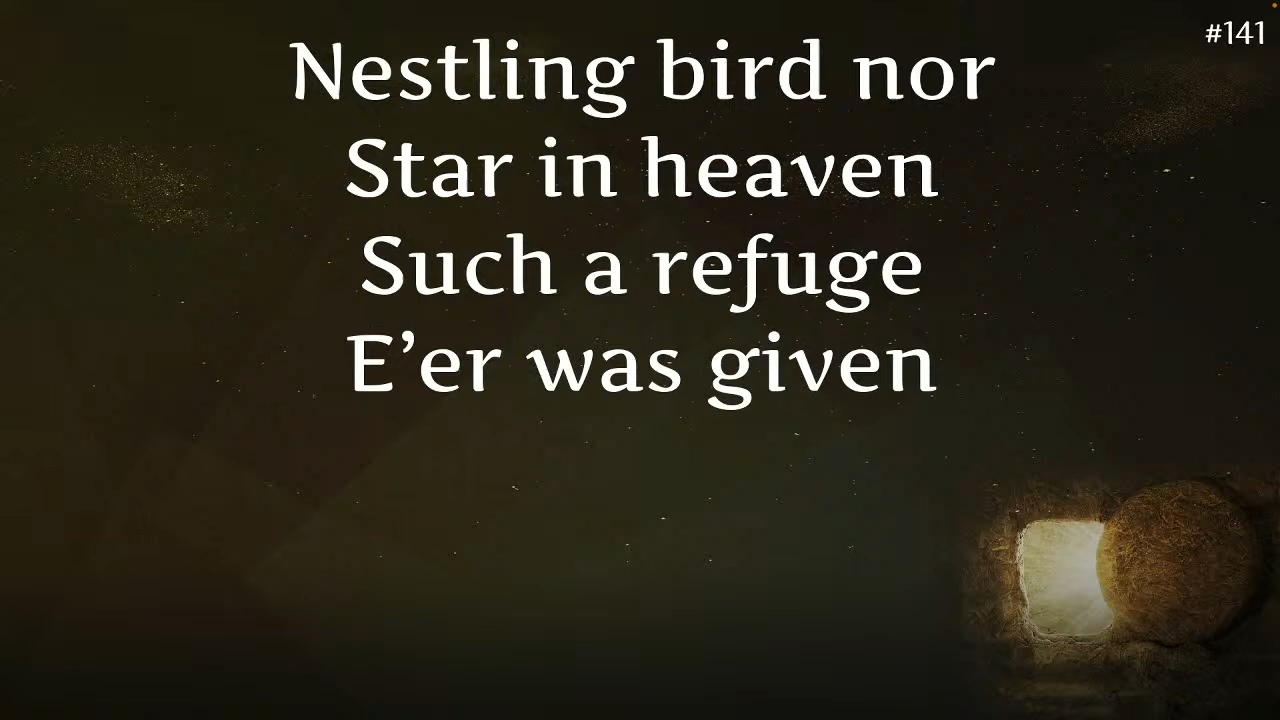 #141
Nestling bird nor
Star in heaven
Such a refuge
E’er was given